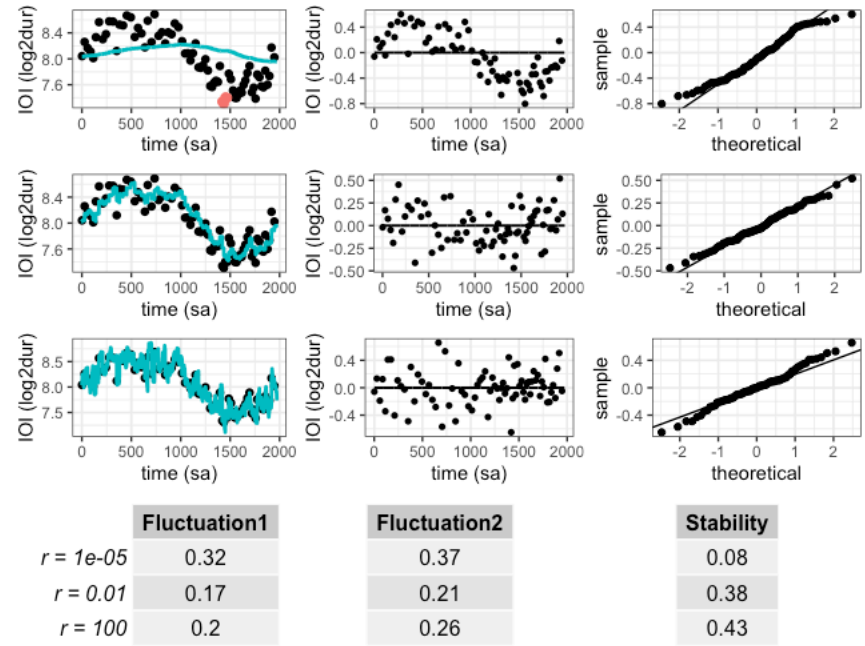 IOI (log2dur)
8.4
8.0
7.6
0 500 1000 1500 2000
time (sa)
IOI (log2dur)
0.4
0.0
-0.4
-0.8
0 500 1000 1500 2000
time (sa)
sample
0.4
0.0
-0.4
-0.8
-2 -1 0 1 2
theoretical
IOI (log2dur)
8.4
8.0
7.6
0 500 1000 1500 2000
time (sa)
IOI (log2dur)
0.50
0.25
0.00
-0.25
-0.50
0 500 1000 1500 2000
time (sa)
sample
0.50
0.25
0.00
-0.25
-0.50
-2 -1 0 1 2
theoretical
IOI (log2dur)
8.5
8.0
7.5
0 500 1000 1500 2000
time (sa)
IOI (log2dur)
0.4
0.0
-0.4
0 500 1000 1500 2000
time (sa)
sample
0.4
0.0
-0.4
-2 -1 0 1 2
theoretical
Fluctuation1 Fluctuation2 Stability
r = 1e-05 0.32 0.37 0.08
r = 0.01 0.17 0.21 0.38
r = 100 0.2 0.26 0.43